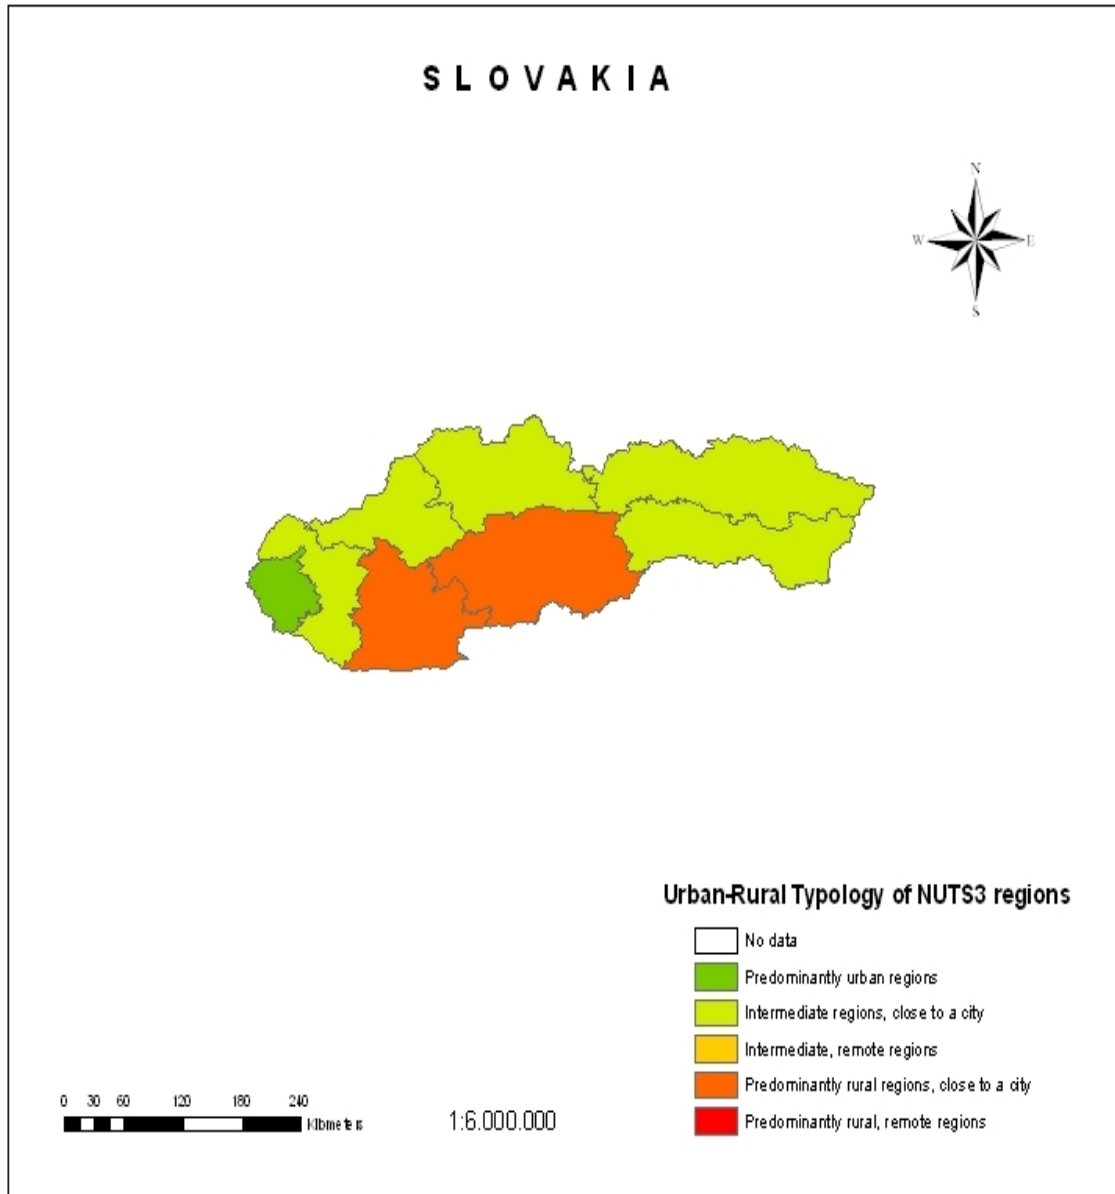 S L O V A K I A
N
W E
S
Urban-Rural Typology of NUTS3 regions
No data
Predominantly urban regions
Intermediate regions, close to a city
Intermediate, remote regions
Predominantly rural regions, close to a city
Predominantly rural, remote regions
0 30 60 120 180 240
Kilometers
1:6.000.000